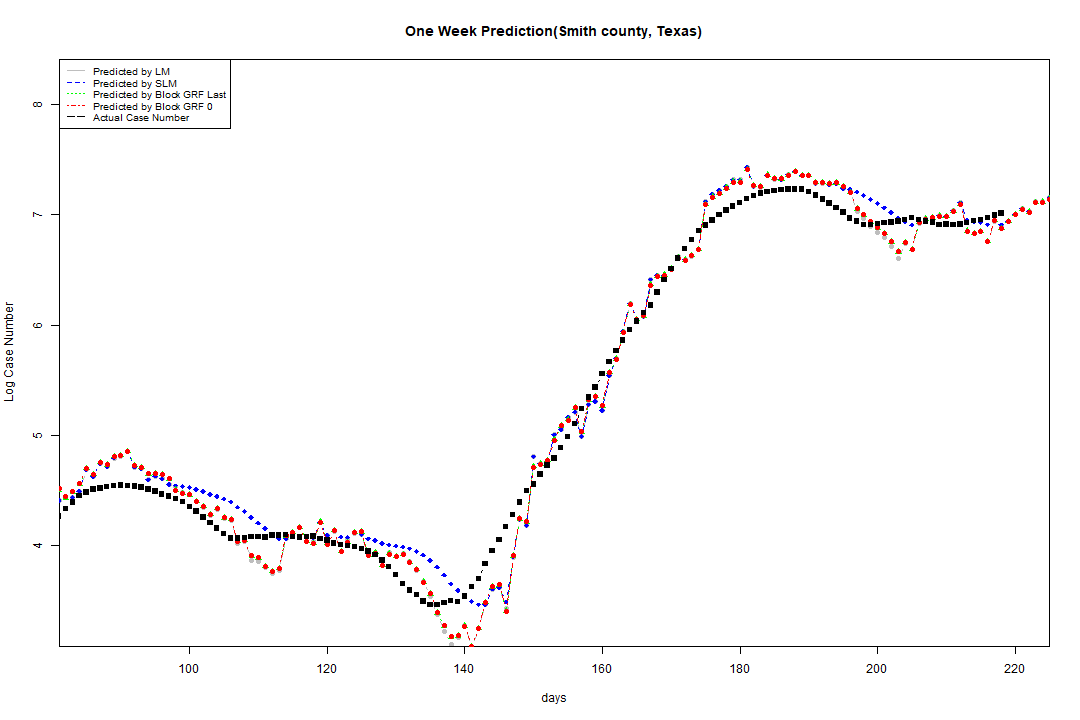 One Week Prediction(Smith county, Texas)
Predicted by LM
Predicted by SLM
Predicted by Block GRF Last
Predicted by Block GRF 0
Actual Case Number
8
7
6
5
4
Log Case Number
100 120 140 160 180 200 220
days